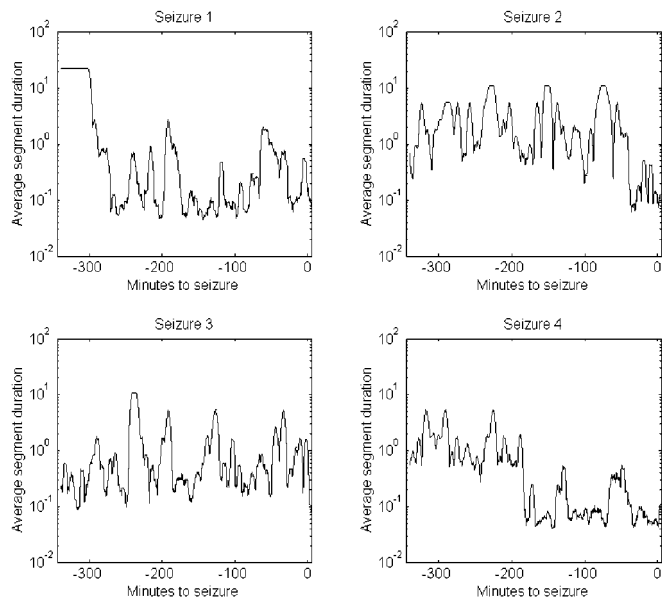 Seizure 1
Seizure 2
10^2
10^1
10^0
10^-1
10^-2
Average segment duration
-300 -200 -100 0
Minutes to seizure
10^2
10^1
10^0
10^-1
10^-2
Average segment duration
-300 -200 -100 0
Minutes to seizure
Seizure 3
Seizure 4
10^2
10^1
10^0
10^-1
10^-2
Average segment duration
-300 -200 -100 0
Minutes to seizure
10^2
10^1
10^0
10^-1
10^-2
Average segment duration
-300 -200 -100 0
Minutes to seizure